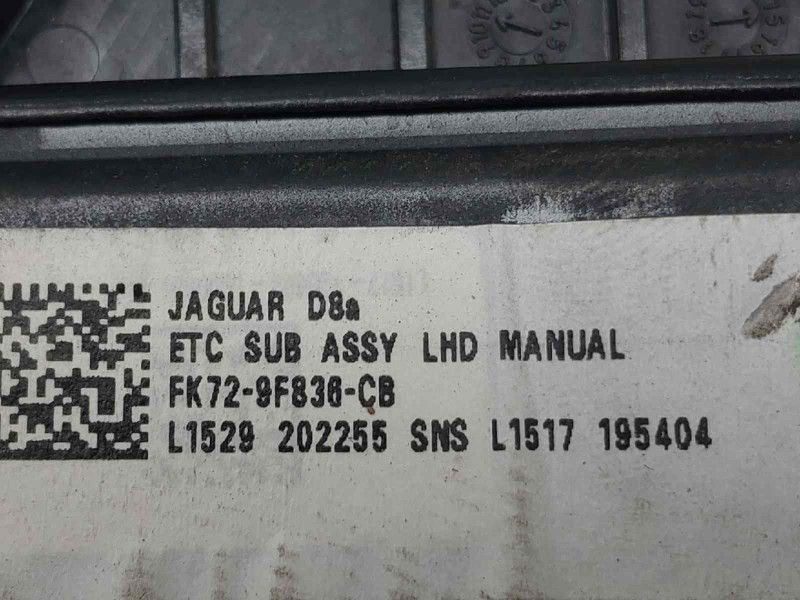 JAGUAR D8a
ETC SUB ASSY LHD MANUAL
FK72-9F836-CB
L1529 202255 SNS L1517 195404